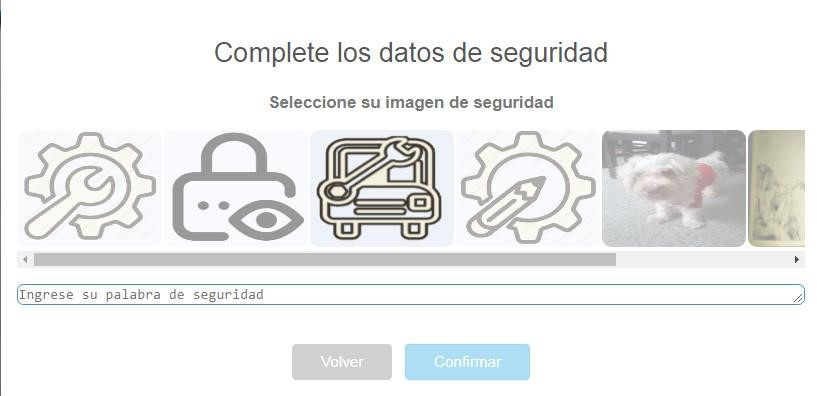 Complete los datos de seguridad
Seleccione su imagen de seguridad
Ingrese su palabra de seguridad
Volver
Confirmar